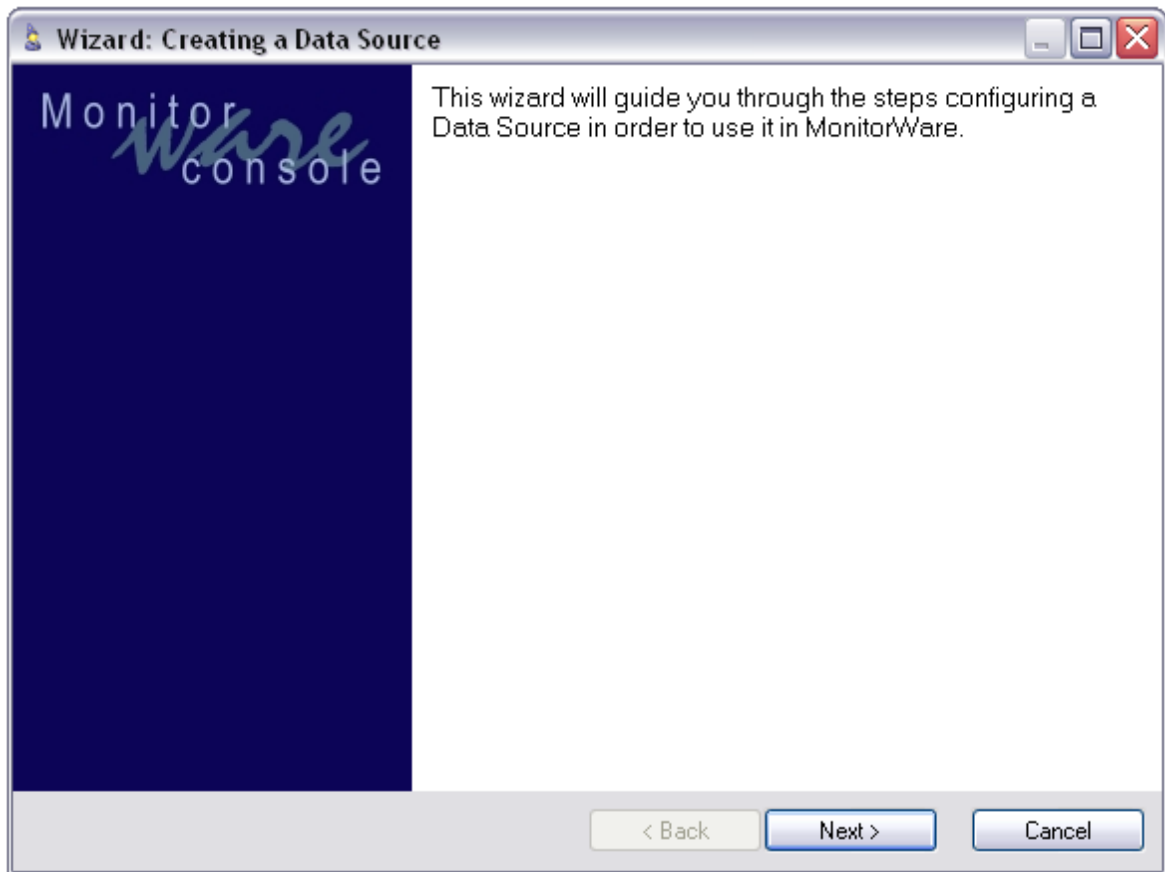 Wizard: Creating a Data Source
Monitor
Ware
console
This wizard will guide you through the steps configuring a
Data Source in order to use it in MonitorWare.
< Back
Next >
Cancel